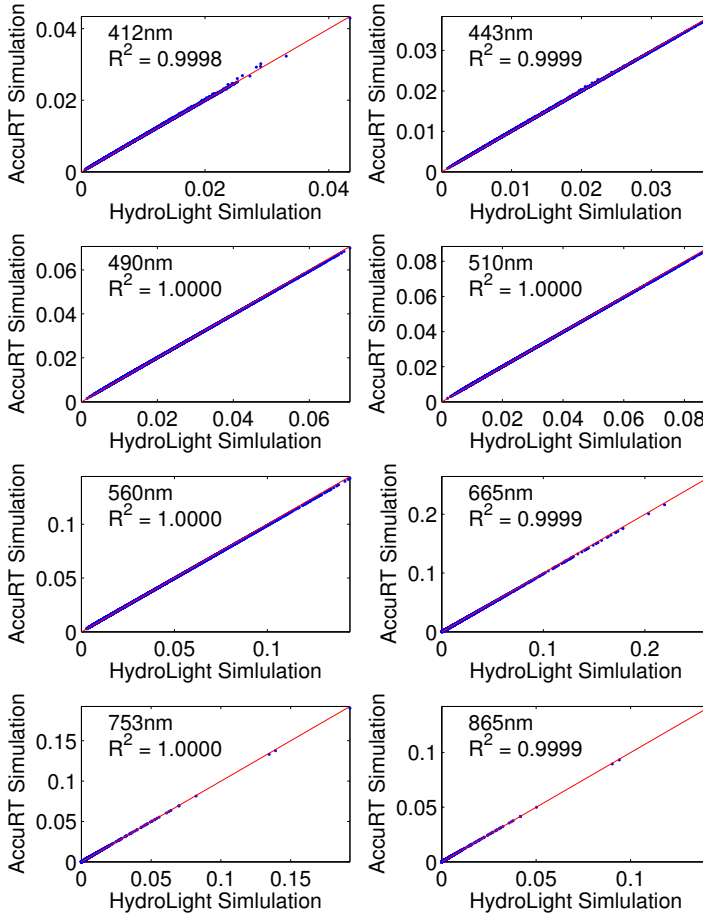 AccuRT Simulation
0.04
0.02
0
412nm
R² = 0.9998
0.02 0.04
HydroLight Simlulation
AccuRT Simulation
0.03
0.02
0.01
0
443nm
R² = 0.9999
0.01 0.02 0.03
HydroLight Simlulation
AccuRT Simulation
0.06
0.04
0.02
0
490nm
R² = 1.0000
0 0.02 0.04 0.06
HydroLight Simlulation
AccuRT Simulation
0.08
0.06
0.04
0.02
0
510nm
R² = 1.0000
0.02 0.04 0.06 0.08
HydroLight Simlulation
AccuRT Simulation
0.1
0.05
0
560nm
R² = 1.0000
0.05 0.1
HydroLight Simlulation
AccuRT Simulation
0.2
0.1
0
665nm
R² = 0.9999
0 0.1 0.2
HydroLight Simlulation
AccuRT Simulation
0.15
0.1
0.05
0
753nm
R² = 1.0000
0 0.05 0.1 0.15
HydroLight Simlulation
AccuRT Simulation
0.1
0.05
0
865nm
R² = 0.9999
0 0.05 0.1
HydroLight Simlulation